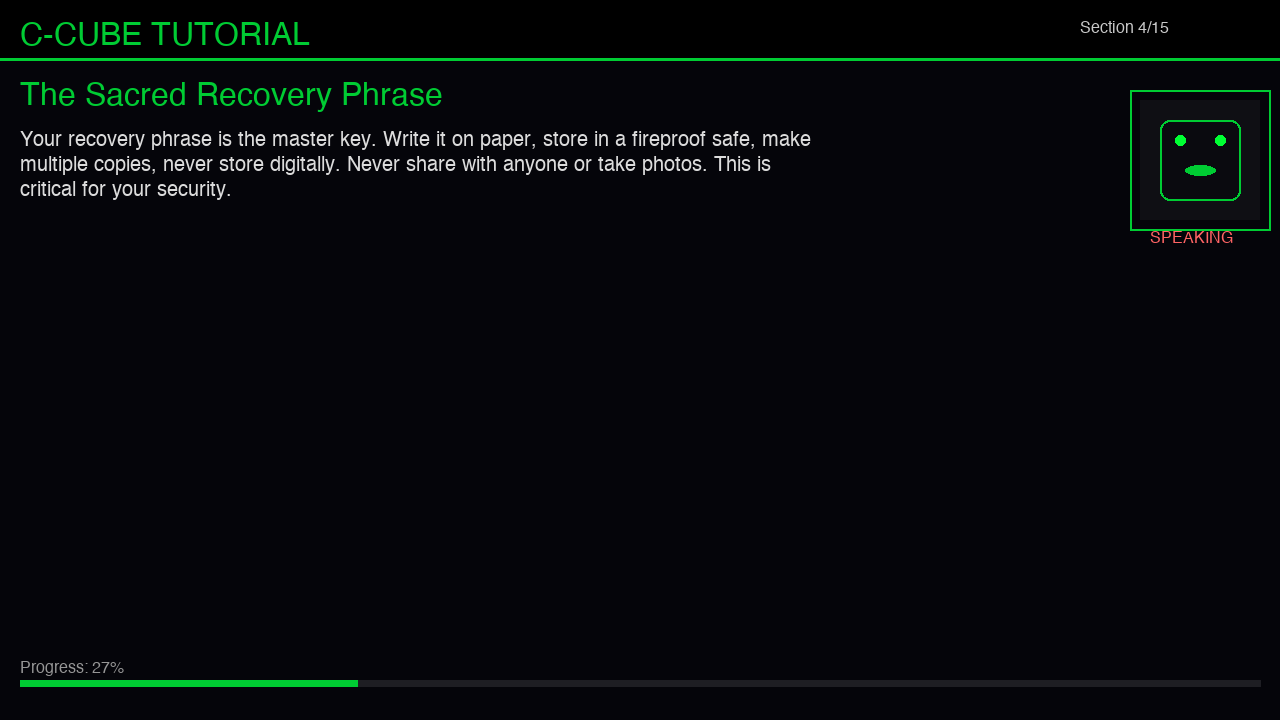 C-CUBE TUTORIAL
Section 4/15
The Sacred Recovery Phrase
Your recovery phrase is the master key. Write it on paper, store in a fireproof safe, make
multiple copies, never store digitally. Never share with anyone or take photos. This is
critical for your security.
SPEAKING
Progress: 27%